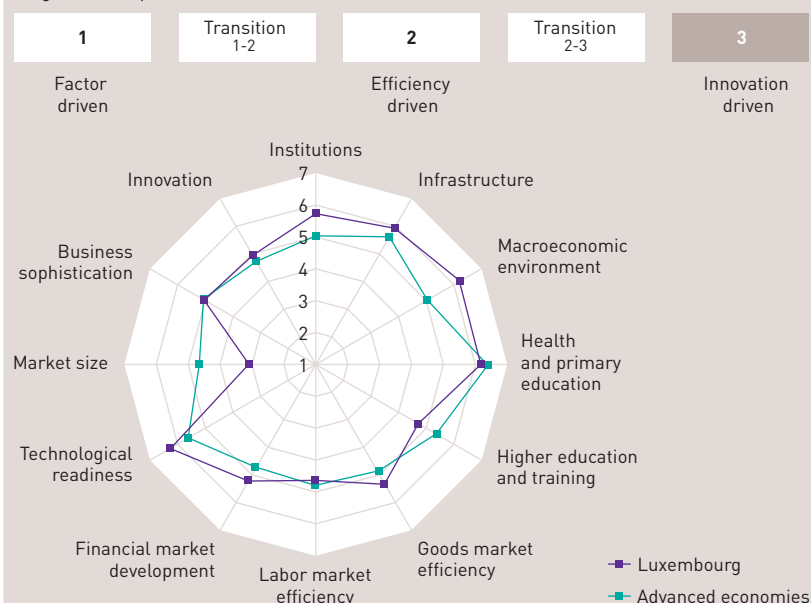 1
Transition
1-2
2
Transition
2-3
3
Factor
driven
Efficiency
driven
Innovation
driven
Institutions
Innovation
Infrastructure
Business
sophistication
Macroeconomic
environment
Market size
Health
and primary
education
Technological
readiness
Higher education
and training
Financial market
development
Labor market
efficiency
Goods market
efficiency
7
6
5
4
3
2
1
Luxembourg
Advanced economies